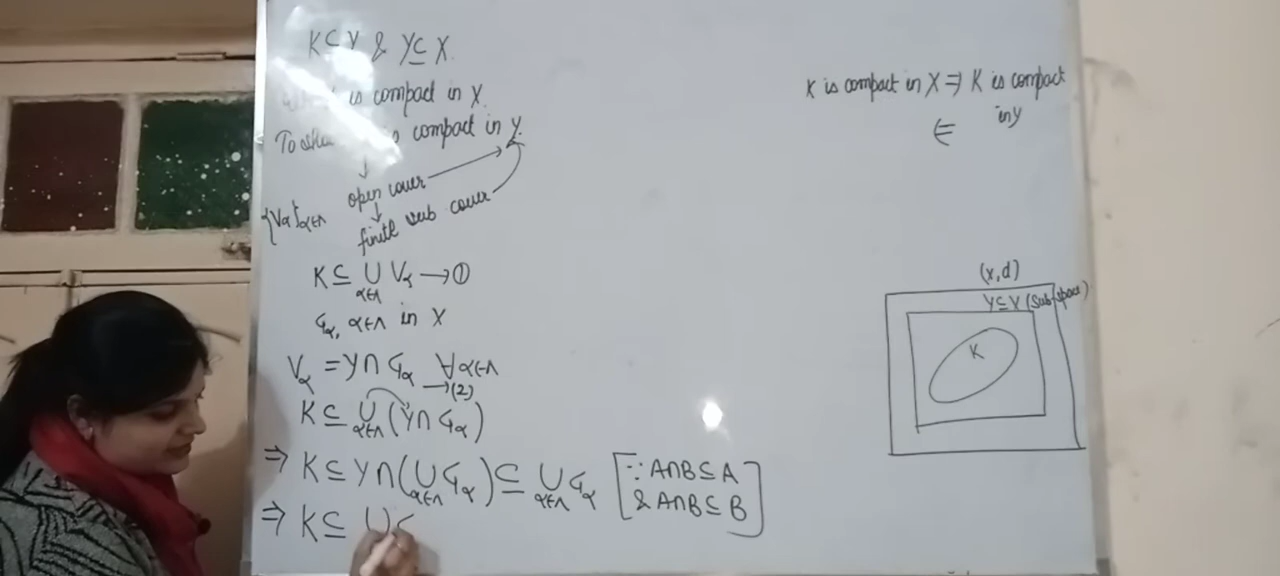 K ⊆ Y & Y ⊆ X.
is compact in X.
To compact in Y.
open cover
{Vα}α∈Λ
finite sub cover
K ⊆ ∪α∈Λ Vα → ①
Gα, α∈Λ in X
Vα = Y ∩ Gα ∀α∈Λ → (2)
K ⊆ ∪α∈Λ (Y ∩ Gα)
⇒ K ⊆ Y ∩ (∪α∈Λ Gα) ⊆ ∪α∈Λ Gα [∵ A∩B ⊆ A
& A∩B ⊆ B]
⇒ K ⊆ ∪
K is compact in X ⇒ K is compact
in Y
⇐
(x,d)
(Sub space)
K